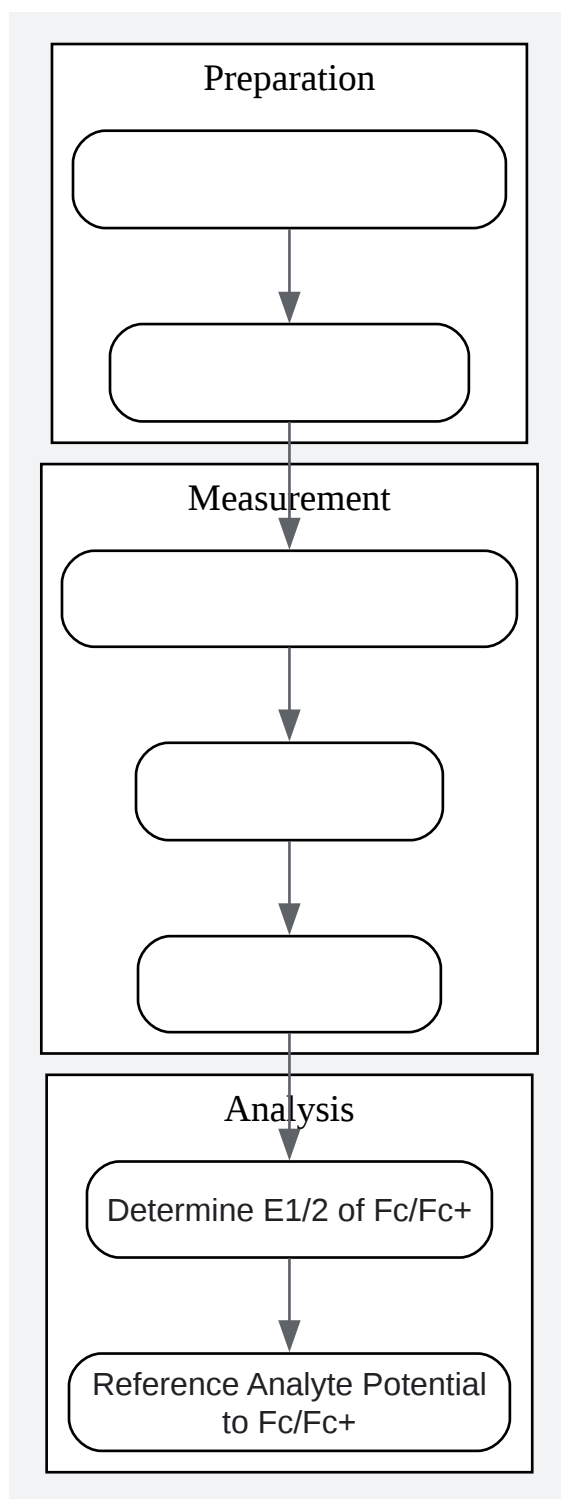 Preparation
Measurement
Analysis
Determine E1/2 of Fc/Fc+
Reference Analyte Potential
to Fc/Fc+